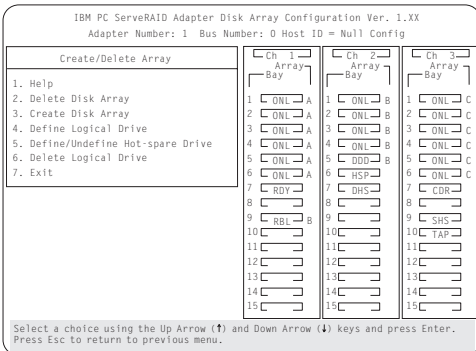 IBM PC ServeRAID Adapter Disk Array Configuration Ver. 1.XX
Adapter Number: 1 Bus Number: 0 Host ID = Null Config
Create/Delete Array
1. Help
2. Delete Disk Array
3. Create Disk Array
4. Define Logical Drive
5. Define/Undefine Hot-spare Drive
6. Delete Logical Drive
7. Exit
Ch 1
Array
Bay
1 ONL A
2 ONL A
3 ONL A
4 ONL A
5 ONL A
6 ONL A
7 RDY
8
9 RBL B
10
11
12
13
14
15
Ch 2
Array
Bay
1 ONL B
2 ONL B
3 ONL B
4 ONL B
5 DDD B
6 HSP
7 DHS
8
9
10
11
12
13
14
15
Ch 3
Array
Bay
1 ONL C
2 ONL C
3 ONL C
4 ONL C
5 ONL C
6 ONL C
7 CDR
8
9 SHS
10 TAP
11
12
13
14
15
Select a choice using the Up Arrow (↑) and Down Arrow (↓) keys and press Enter.
Press Esc to return to previous menu.